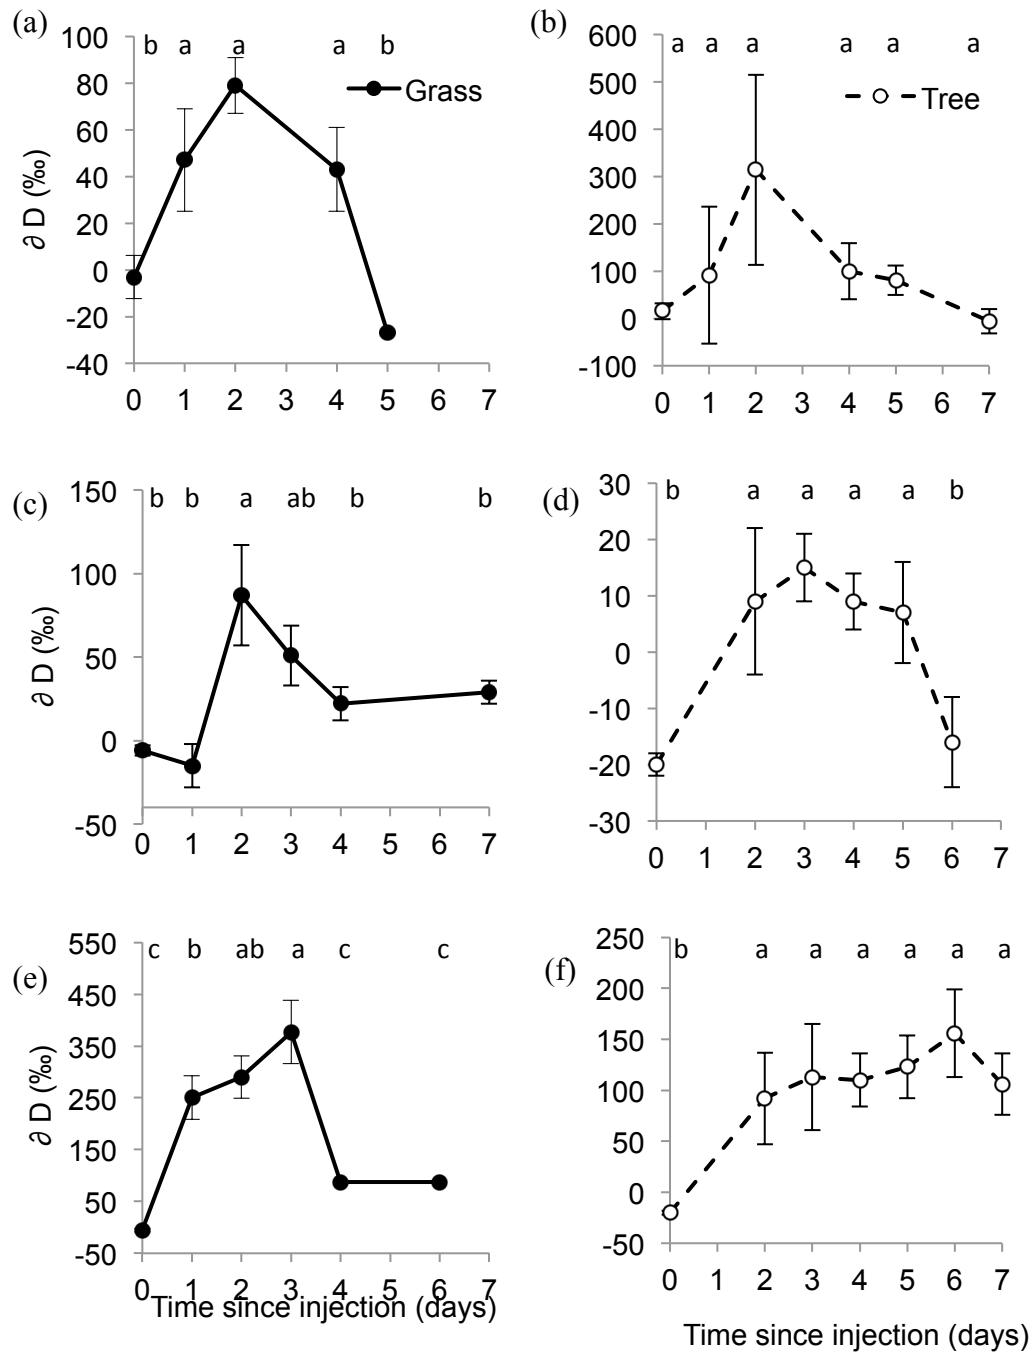 (a)
b a a a b
100
80
60
40
20
0
-20
-40
∂ D (‰)
Grass
0 1 2 3 4 5 6 7
(b)
a a a a a a
600
500
400
300
200
100
0
-100
Tree
0 1 2 3 4 5 6 7
(c)
b b a ab b b
150
100
50
0
-50
∂ D (‰)
0 1 2 3 4 5 6 7
(d)
b a a a a b
30
20
10
0
-10
-20
-30
0 1 2 3 4 5 6 7
(e)
c b ab a c c
550
450
350
250
150
50
-50
∂ D (‰)
0 1 2 3 4 5 6 7
Time since injection (days)
(f)
b a a a a a a
250
200
150
100
50
0
-50
0 1 2 3 4 5 6 7
Time since injection (days)